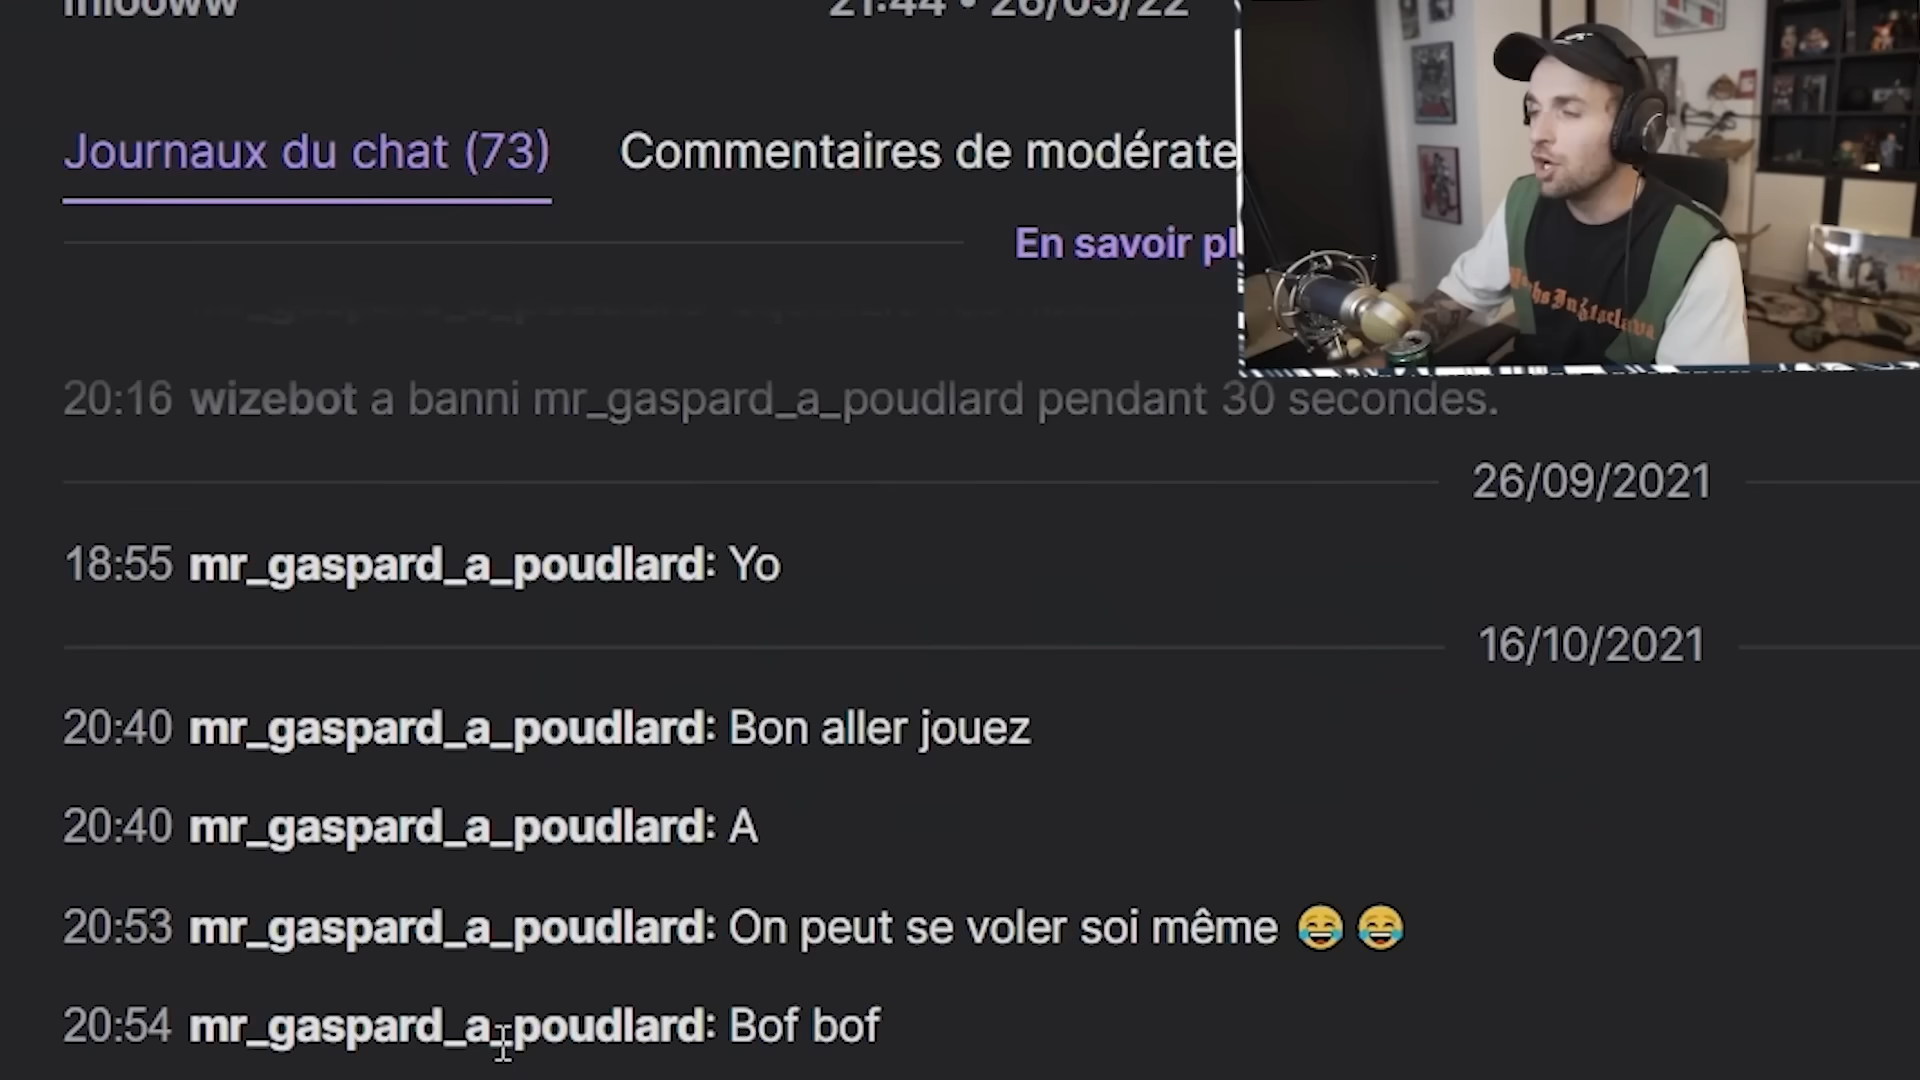 21:44 • 26/05/22
Journaux du chat (73) Commentaires de modérate
En savoir pl
20:16 wizebot a banni mr_gaspard_a_poudlard pendant 30 secondes.
26/09/2021
18:55 mr_gaspard_a_poudlard: Yo
16/10/2021
20:40 mr_gaspard_a_poudlard: Bon aller jouez
20:40 mr_gaspard_a_poudlard: A
20:53 mr_gaspard_a_poudlard: On peut se voler soi même 😂 😂
20:54 mr_gaspard_a_poudlard: Bof bof